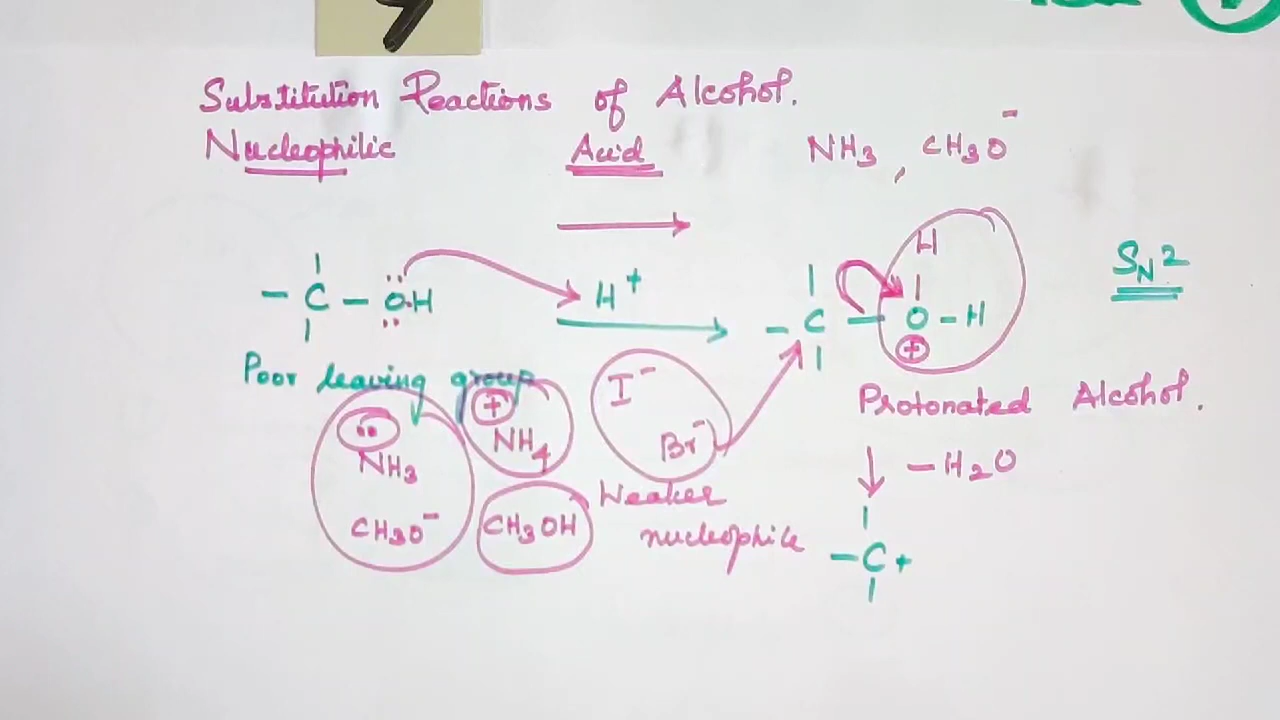 Substitution Reactions of Alcohol.
Nucleophilic Acid NH3 , CH3O⁻
H
SN2
– C – OH H⁺ – C – O – H
⊕
Poor leaving group I⁻ Protonated Alcohol.
⊕
NH3 NH4 Br⁻ – H2O
Weaker
CH3O⁻ CH3OH nucleophile
– C +